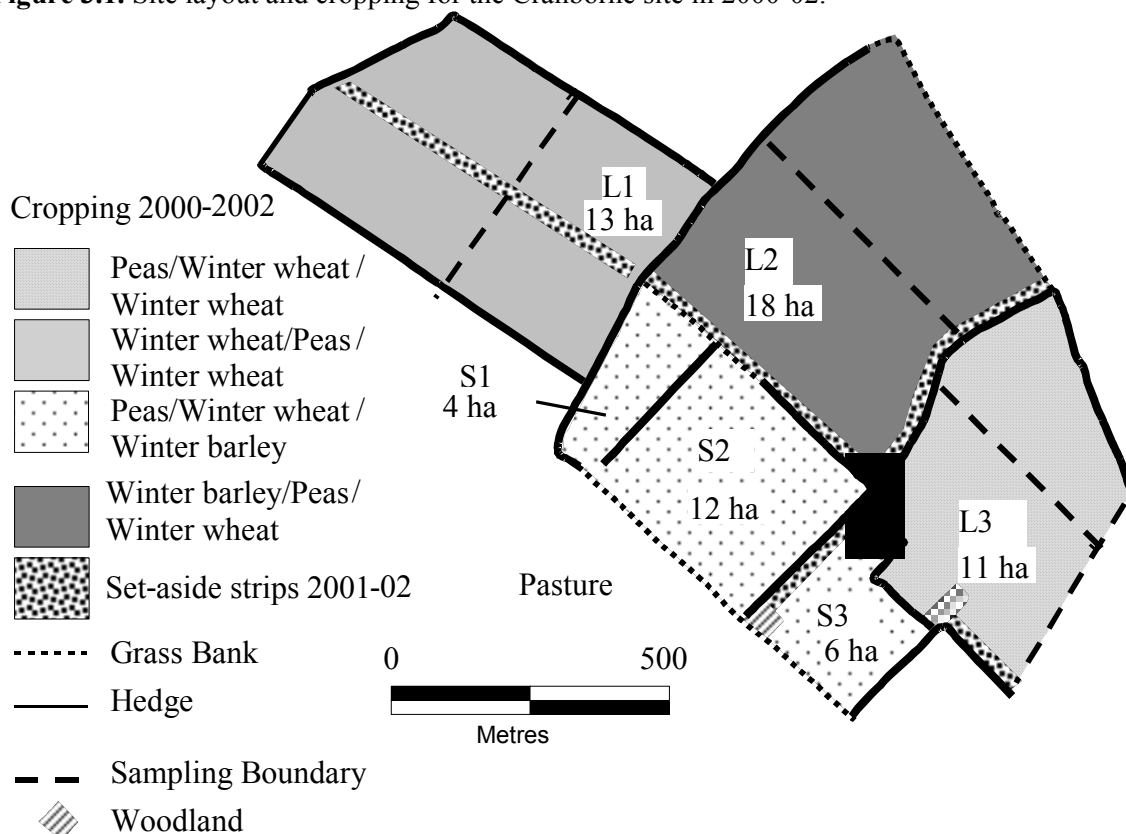 Figure 3.1. Site layout and cropping for the Cranborne site in 2000-02.
L1
13 ha
Cropping 2000-2002
L2
18 ha
Peas/Winter wheat /
Winter wheat
Winter wheat/Peas /
Winter wheat
S1
4 ha
Peas/Winter wheat /
Winter barley
S2
12 ha
Winter barley/Peas /
Winter wheat
L3
11 ha
Set-aside strips 2001-02
Pasture
S3
6 ha
Grass Bank
0 500
Hedge
Metres
Sampling Boundary
Woodland